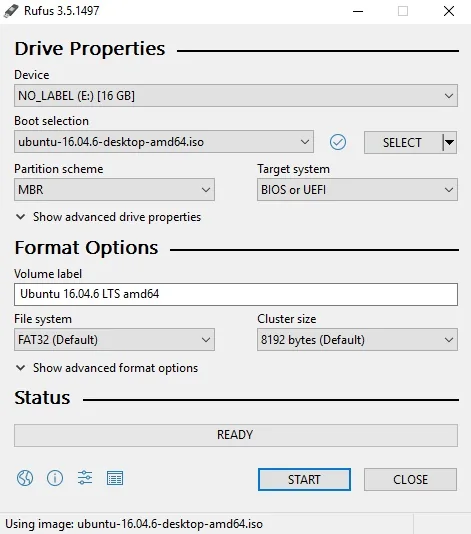 Rufus 3.5.1497
Drive Properties
Device
NO_LABEL (E:) [16 GB]
Boot selection
ubuntu-16.04.6-desktop-amd64.iso
SELECT
Partition scheme
Target system
MBR
BIOS or UEFI
Show advanced drive properties
Format Options
Volume label
Ubuntu 16.04.6 LTS amd64
File system
Cluster size
FAT32 (Default)
8192 bytes (Default)
Show advanced format options
Status
READY
START
CLOSE
Using image: ubuntu-16.04.6-desktop-amd64.iso